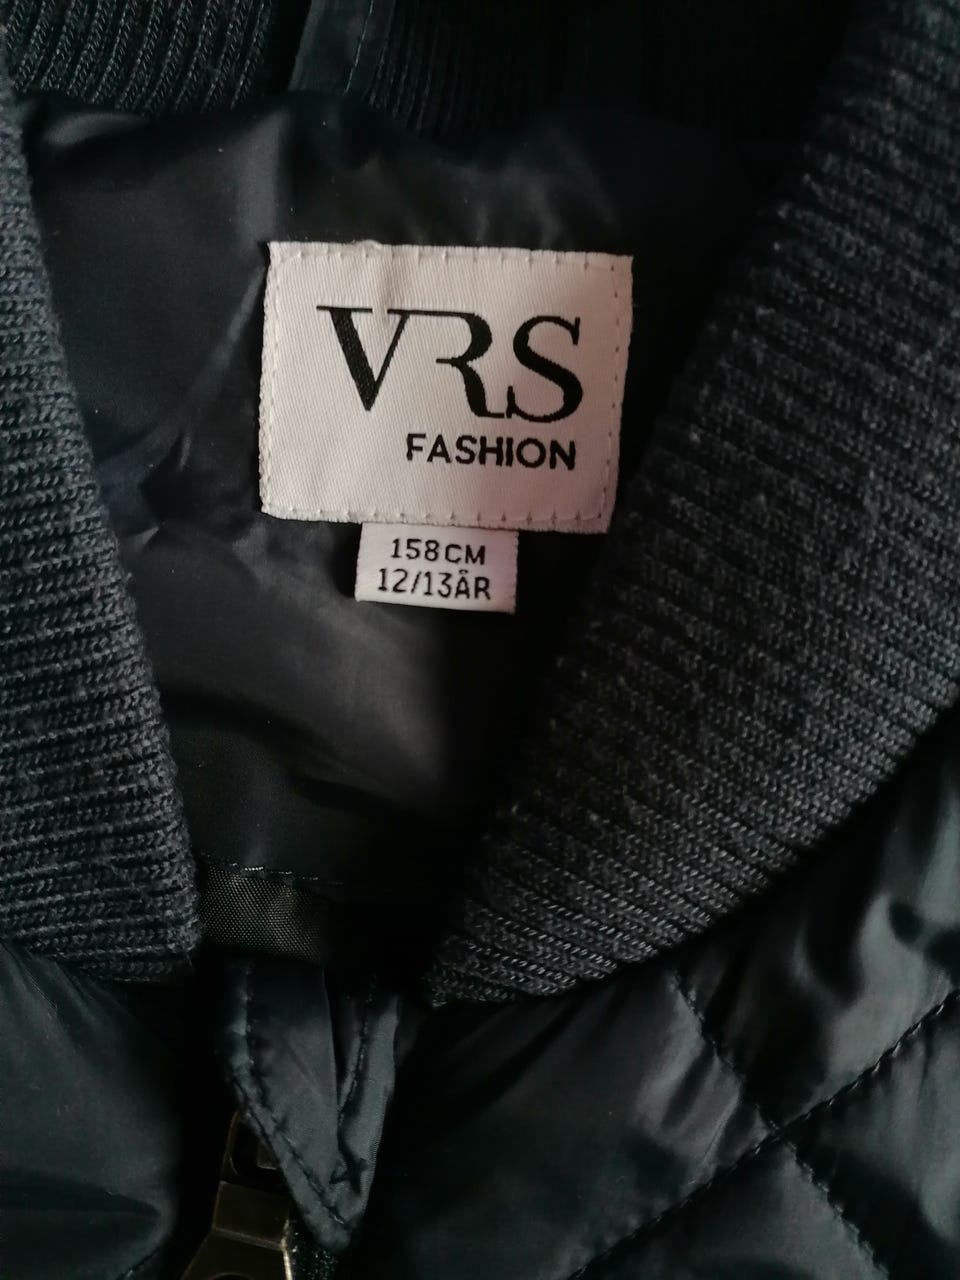 VRS
FASHION
158CM
12/13ÅR